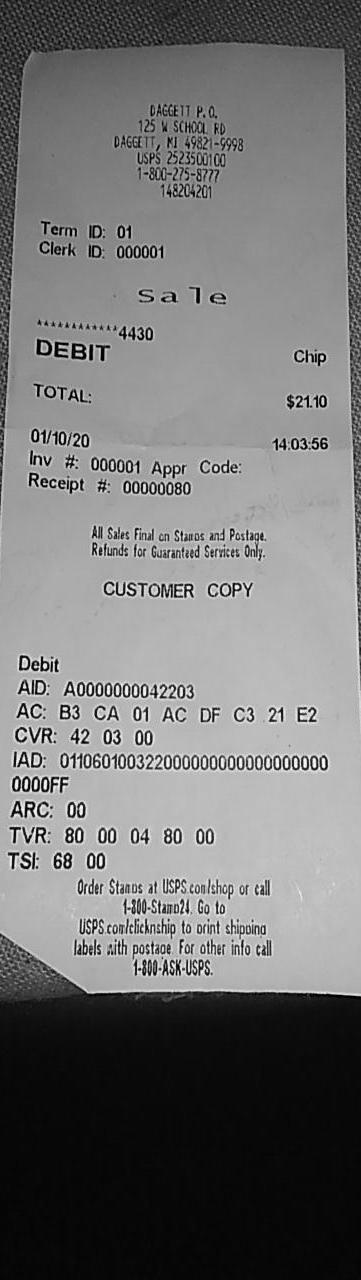 DAGGETT P.O.
125 W SCHOOL RD
DAGGETT, MI 49821-9998
USPS 2523500100
1-800-275-8777
148204201
Term ID: 01
Clerk ID: 000001
sale
************4430
DEBIT Chip
TOTAL: $21.10
01/10/20 14:03:56
Inv #: 000001 Appr Code:
Receipt #: 00000080
All Sales Final on Stamps and Postage.
Refunds for Guaranteed Services Only.
CUSTOMER COPY
Debit
AID: A0000000042203
AC: B3 CA 01 AC DF C3 21 E2
CVR: 42 03 00
IAD: 0110601003220000000000000000000
0000FF
ARC: 00
TVR: 80 00 04 80 00
TSI: 68 00
Order Stamps at USPS.com/shop or call
1-800-Stamp24. Go to
USPS.com/clicknship to print shipping
labels with postage. For other info call
1-800-ASK-USPS.